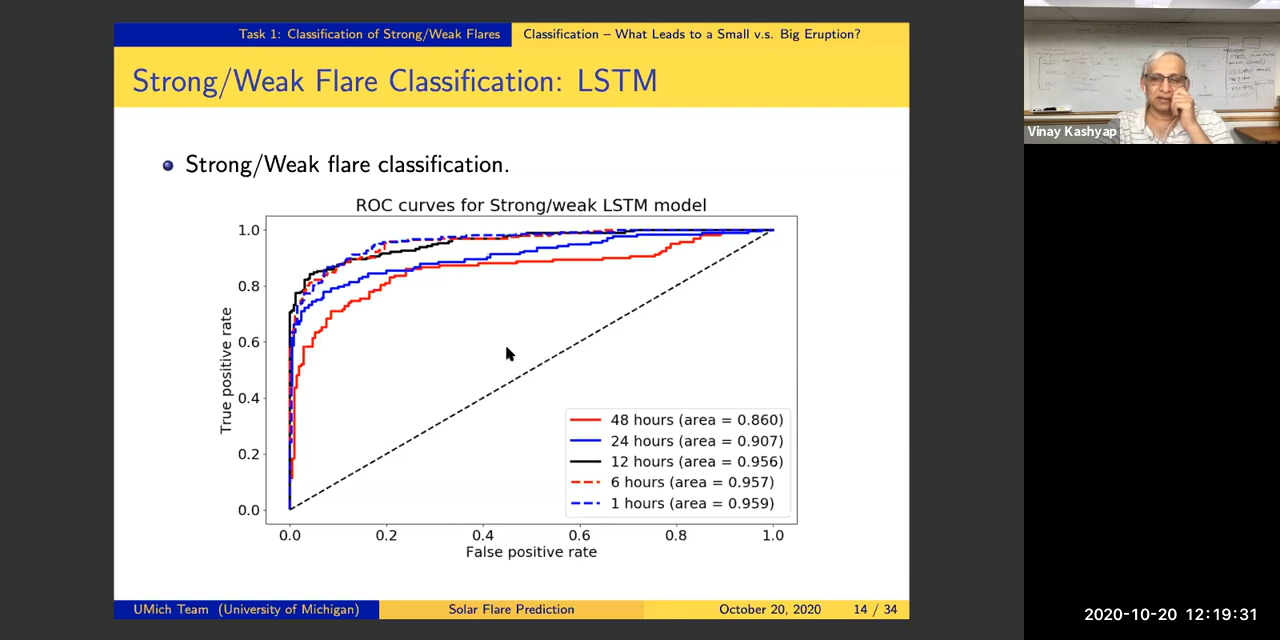 Task 1: Classification of Strong/Weak Flares
Classification – What Leads to a Small v.s. Big Eruption?
Strong/Weak Flare Classification: LSTM
Strong/Weak flare classification.
ROC curves for Strong/weak LSTM model
1.0
0.8
0.6
0.4
0.2
0.0
True positive rate
48 hours (area = 0.860)
24 hours (area = 0.907)
12 hours (area = 0.956)
6 hours (area = 0.957)
1 hours (area = 0.959)
0.0 0.2 0.4 0.6 0.8 1.0
False positive rate
UMich Team (University of Michigan)
Solar Flare Prediction
October 20, 2020
14 / 34
Vinay Kashyap
2020-10-20 12:19:31